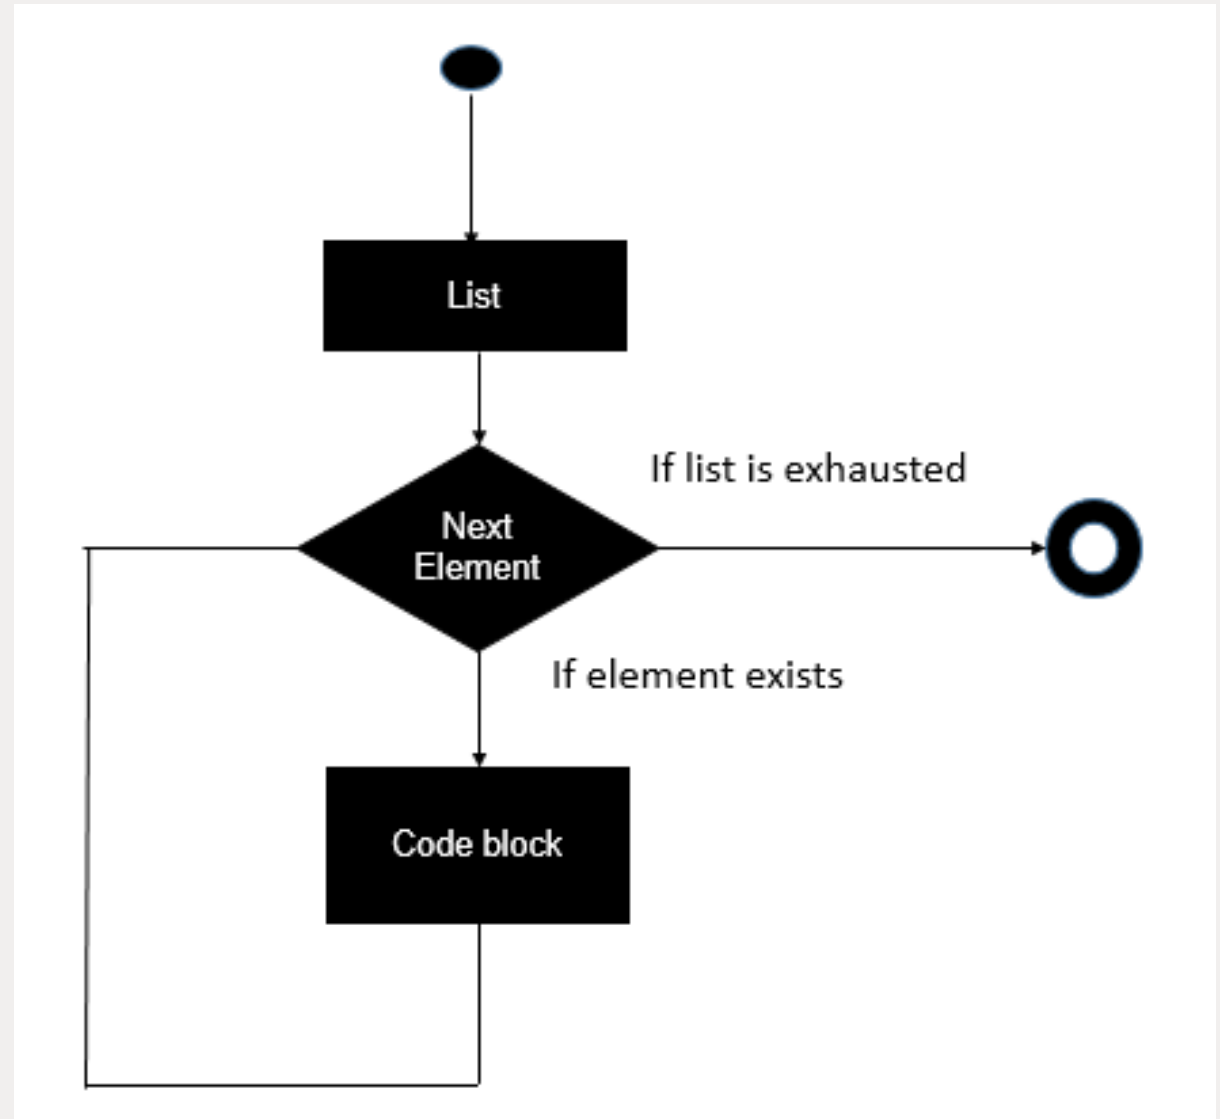 List
If list is exhausted
Next
Element
If element exists
Code block